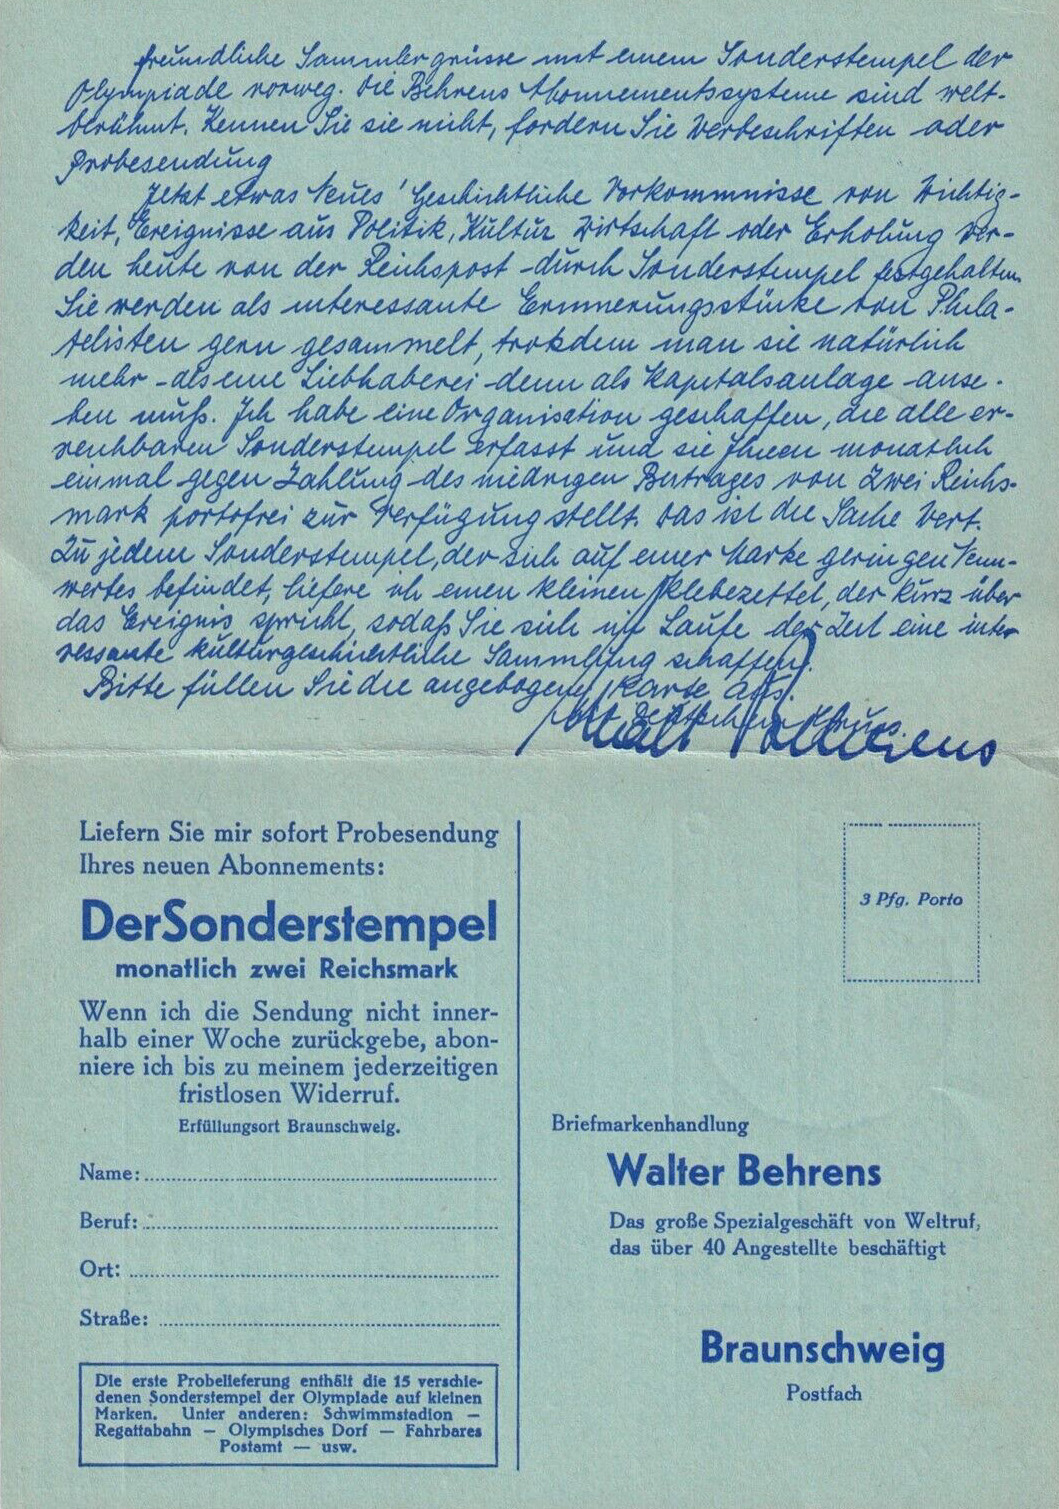 freundliche Sammlergrüsse mit einem Sonderstempel der
Olympiade vorweg. Die Behrens Abonnementssysteme sind welt-
berühmt. Kennen Sie sie nicht, fordern Sie Werbeschriften oder
Probesendung
Jetzt etwas Neues! Geschichtliche Vorkommnisse von Wichtig-
keit, Ereignisse aus Politik, Kultur Wirtschaft oder Erholung wer-
den heute von der Reichspost durch Sonderstempel festgehalten
Sie werden als interessante Erinnerungsstücke von Phila-
telisten gern gesammelt, trotzdem man sie natürlich
mehr als eine Liebhaberei denn als Kapitalsanlage anse-
hen muß. Ich habe eine Organisation geschaffen, die alle er-
reichbaren Sonderstempel erfasst und sie Ihnen monatlich
einmal gegen Zahlung des niedrigen Betrages von zwei Reichs-
mark portofrei zur Verfügung stellt. Das ist die Sache wert.
Zu jedem Sonderstempel, der sich auf einer Marke geringen Nenn-
wertes befindet, liefere ich einen kleinen Klebezettel, der kurz über
das Ereignis spricht, sodaß Sie sich im Laufe der Zeit eine inte-
ressante kulturgeschichtliche Sammlung schaffen.
Bitte füllen Sie die angebogene Karte aus.
Mit Deutschem Gruss.
Walter Behrens
Liefern Sie mir sofort Probesendung
Ihres neuen Abonnements:
Der Sonderstempel
monatlich zwei Reichsmark
Wenn ich die Sendung nicht inner-
halb einer Woche zurückgebe, abon-
niere ich bis zu meinem jederzeitigen
fristlosen Widerruf.
Erfüllungsort Braunschweig.
Name:
Beruf:
Ort:
Straße:
Die erste Probelieferung enthält die 15 verschie-
denen Sonderstempel der Olympiade auf kleinen
Marken. Unter anderen: Schwimmstadion —
Regattabahn — Olympisches Dorf — Fahrbares
Postamt — usw.
3 Pfg. Porto
Briefmarkenhandlung
Walter Behrens
Das große Spezialgeschäft von Weltruf,
das über 40 Angestellte beschäftigt
Braunschweig
Postfach